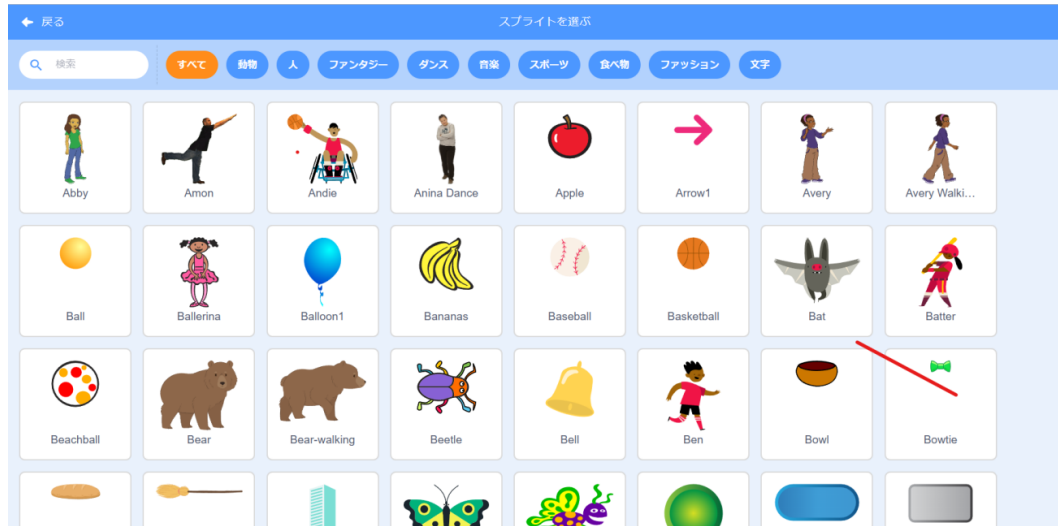 戻る
スプライトを選ぶ
検索
すべて 動物 人 ファンタジー ダンス 音楽 スポーツ 食べ物 ファッション 文字
Abby Amon Andie Anina Dance Apple Arrow1 Avery Avery Walki...
Ball Ballerina Balloon1 Bananas Baseball Basketball Bat Batter
Beachball Bear Bear-walking Beetle Bell Ben Bowl Bowtie